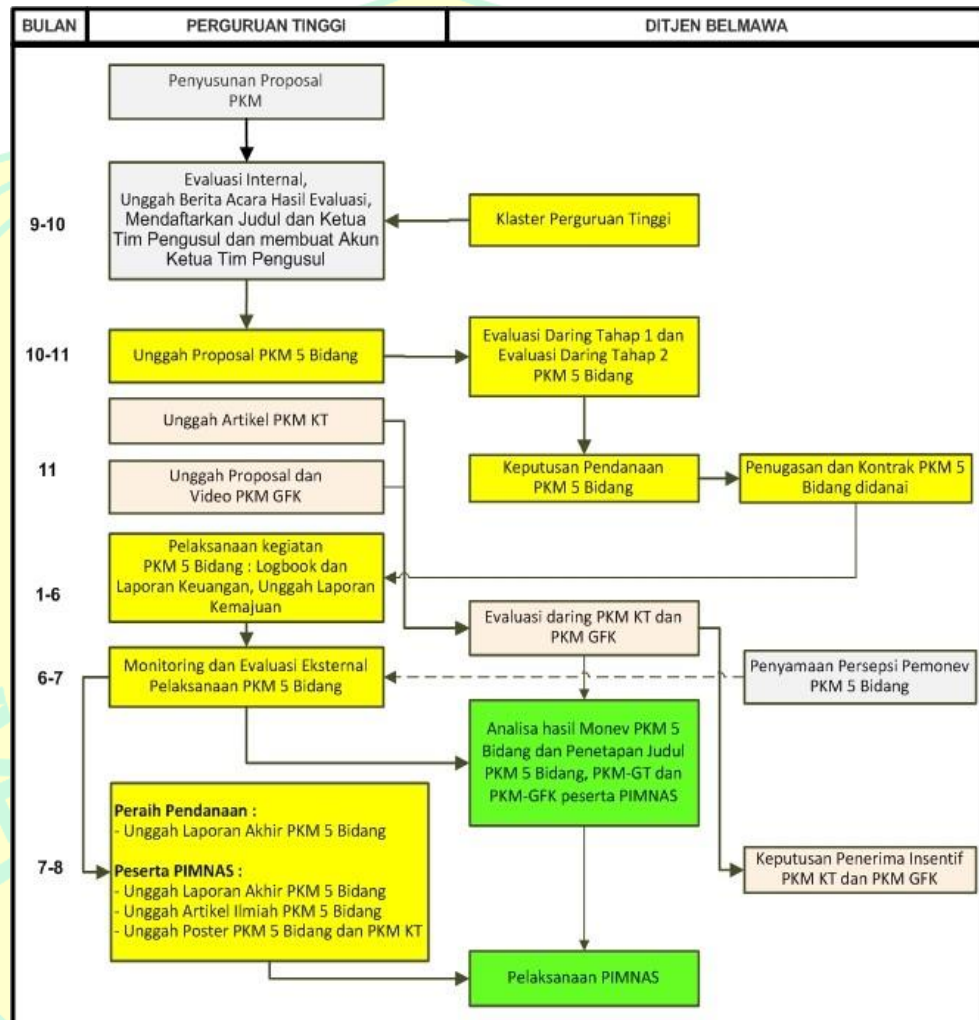 BULAN
PERGURUAN TINGGI
DITJEN BELMAWA
Penyusunan Proposal
PKM
9-10
Evaluasi Internal,
Unggah Berita Acara Hasil Evaluasi,
Mendaftarkan Judul dan Ketua
Tim Pengusul dan membuat Akun
Ketua Tim Pengusul
Klaster Perguruan Tinggi
10-11
Unggah Proposal PKM 5 Bidang
Evaluasi Daring Tahap 1 dan
Evaluasi Daring Tahap 2
PKM 5 Bidang
11
Unggah Artikel PKM KT
Unggah Proposal dan
Video PKM GFK
Keputusan Pendanaan
PKM 5 Bidang
Penugasan dan Kontrak PKM 5
Bidang didanai
1-6
Pelaksanaan kegiatan
PKM 5 Bidang : Logbook dan
Laporan Keuangan, Unggah Laporan
Kemajuan
Evaluasi daring PKM KT dan
PKM GFK
6-7
Monitoring dan Evaluasi Eksternal
Pelaksanaan PKM 5 Bidang
Penyamaan Persepsi Pemonev
PKM 5 Bidang
Analisa hasil Monev PKM 5
Bidang dan Penetapan Judul
PKM 5 Bidang, PKM-GT dan
PKM-GFK peserta PIMNAS
7-8
Peraih Pendanaan :
- Unggah Laporan Akhir PKM 5 Bidang
Peserta PIMNAS :
- Unggah Laporan Akhir PKM 5 Bidang
- Unggah Artikel Ilmiah PKM 5 Bidang
- Unggah Poster PKM 5 Bidang dan PKM KT
Keputusan Penerima Insentif
PKM KT dan PKM GFK
Pelaksanaan PIMNAS